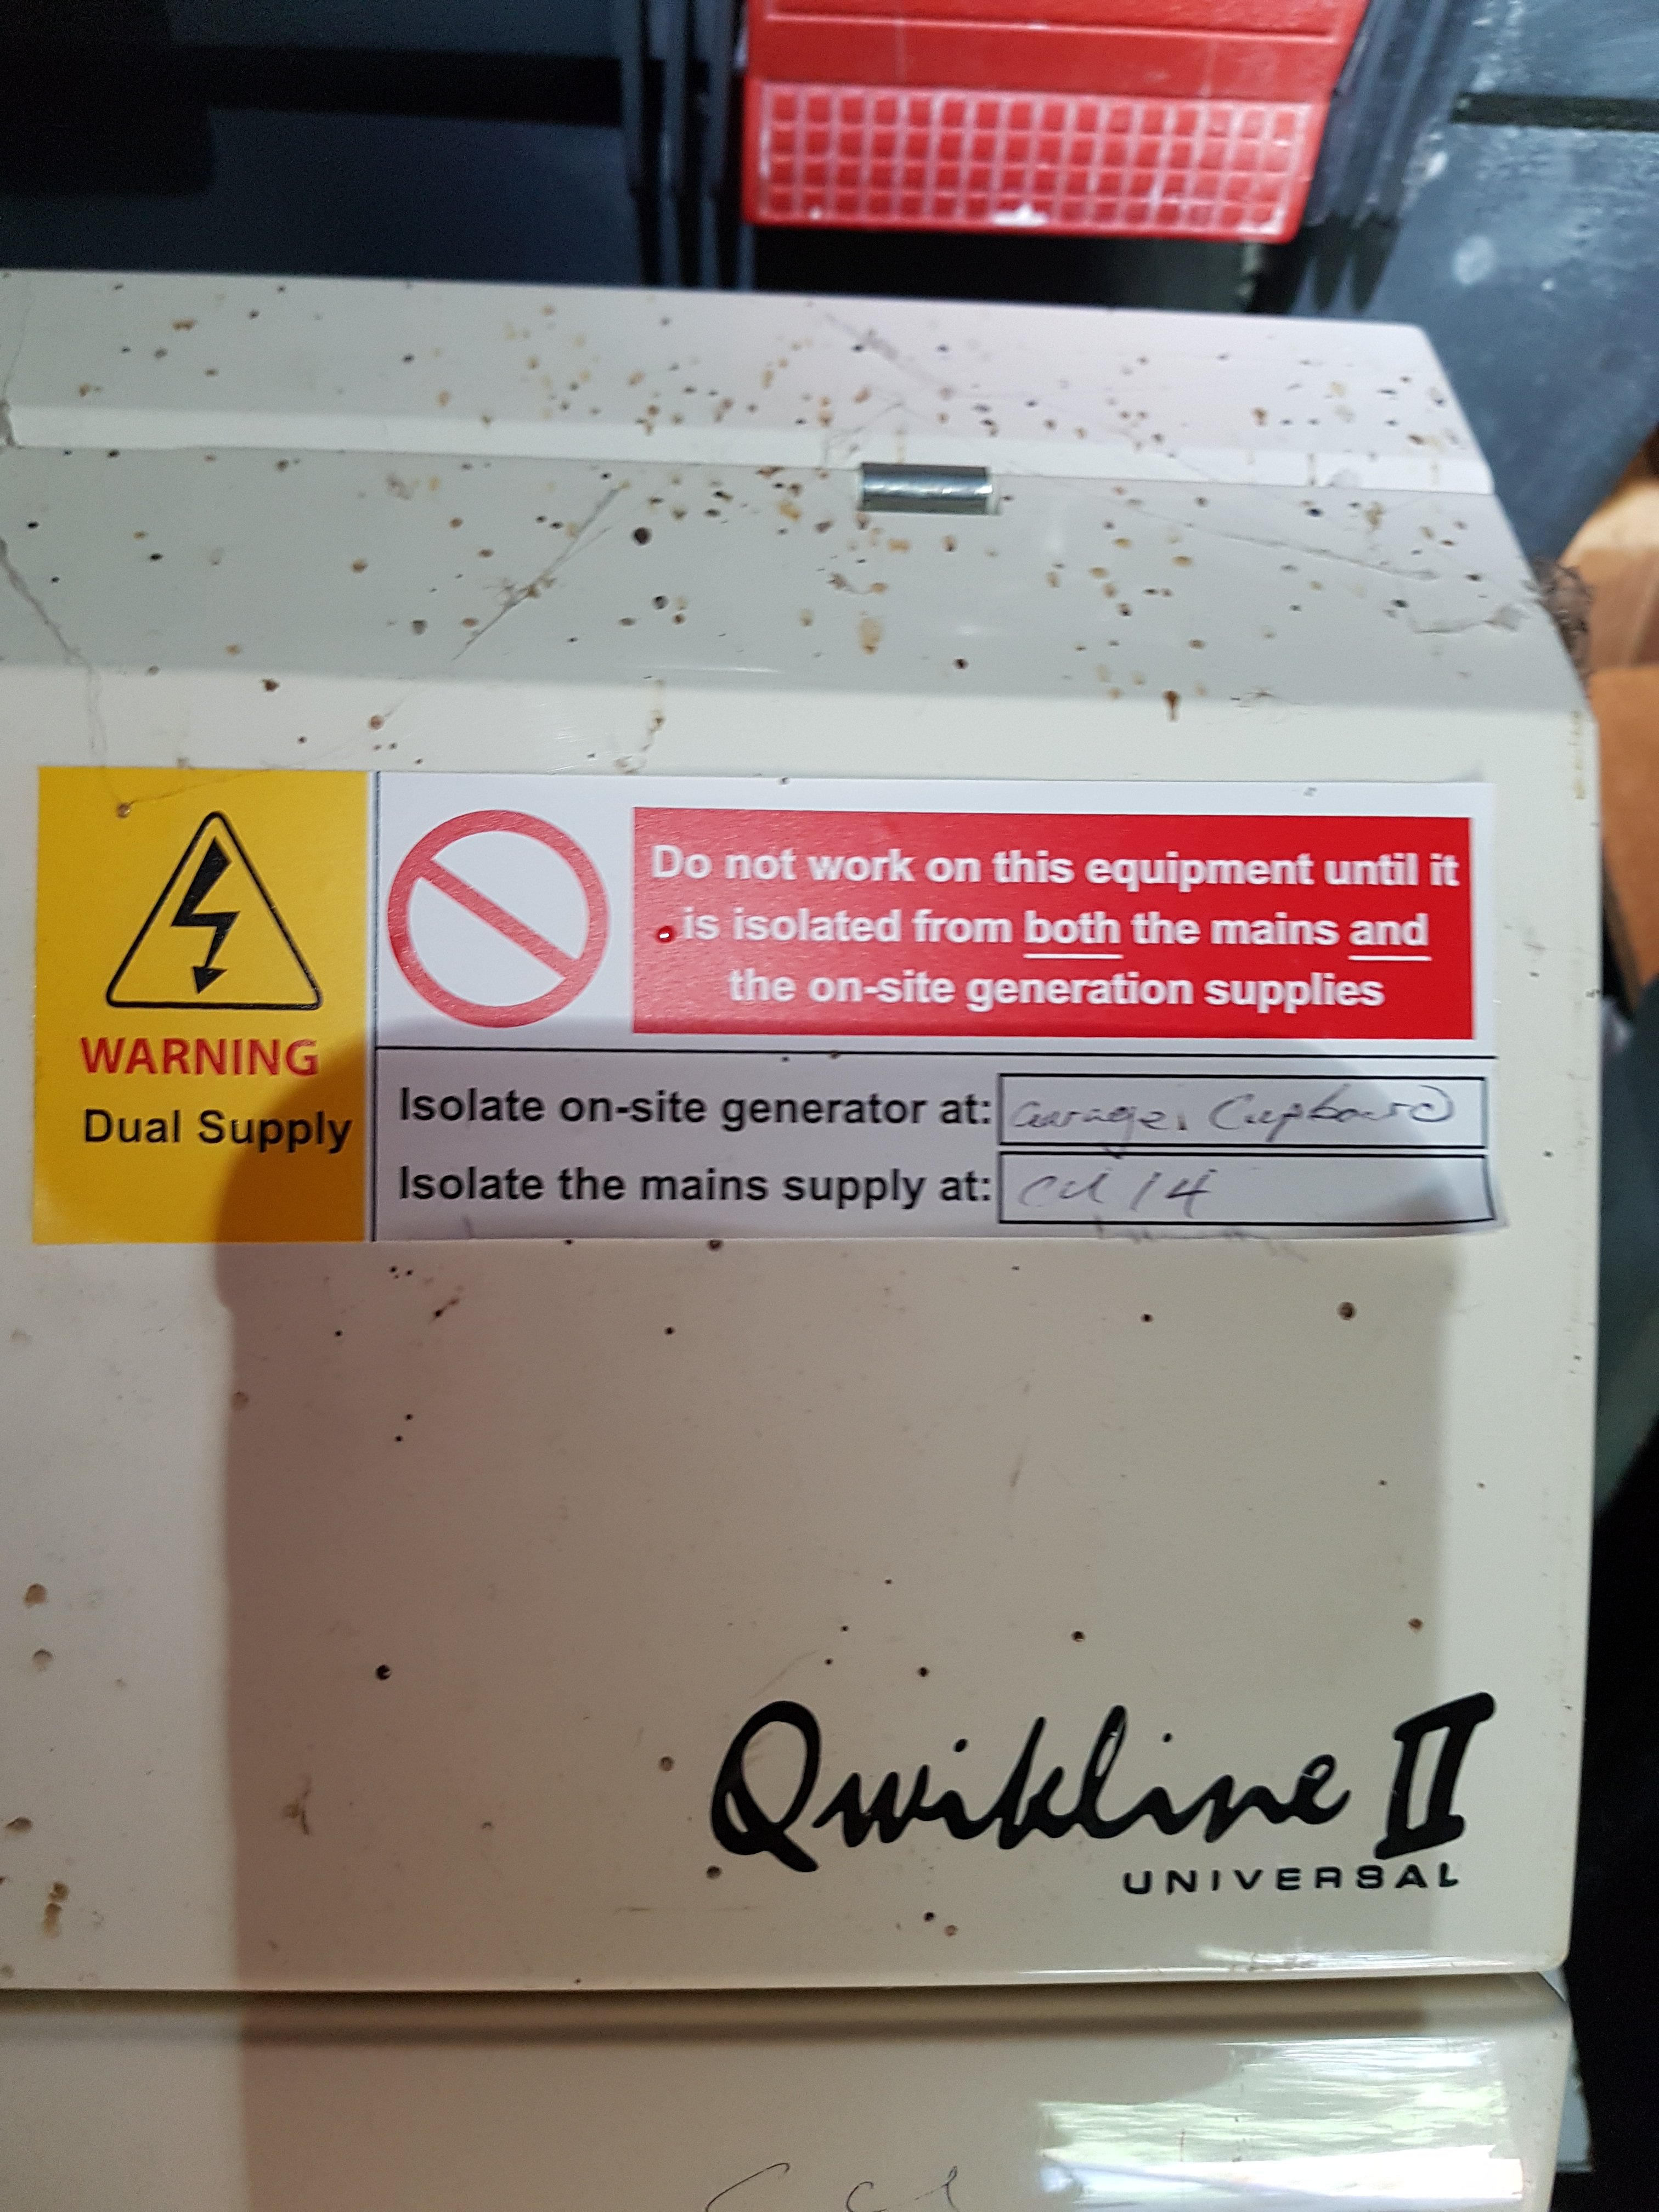 Do not work on this equipment until it
is isolated from both the mains and
the on-site generation supplies
WARNING
Dual Supply
Isolate on-site generator at: Garage. Cupboard
Isolate the mains supply at: CU 14
Qwikline II
UNIVERSAL